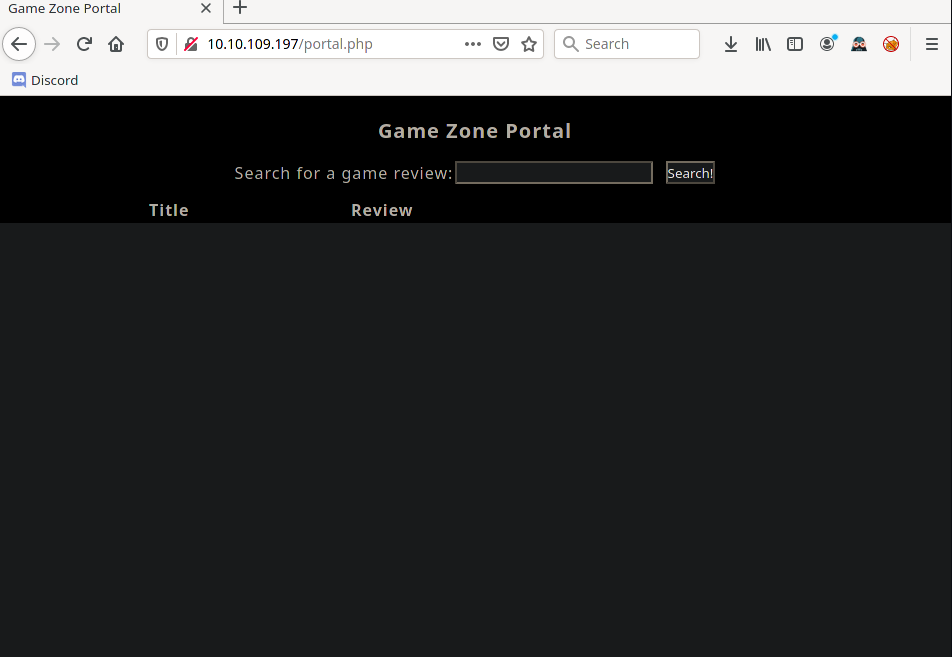 Game Zone Portal
10.10.109.197/portal.php
Search
Discord
Game Zone Portal
Search for a game review:
Search!
Title Review